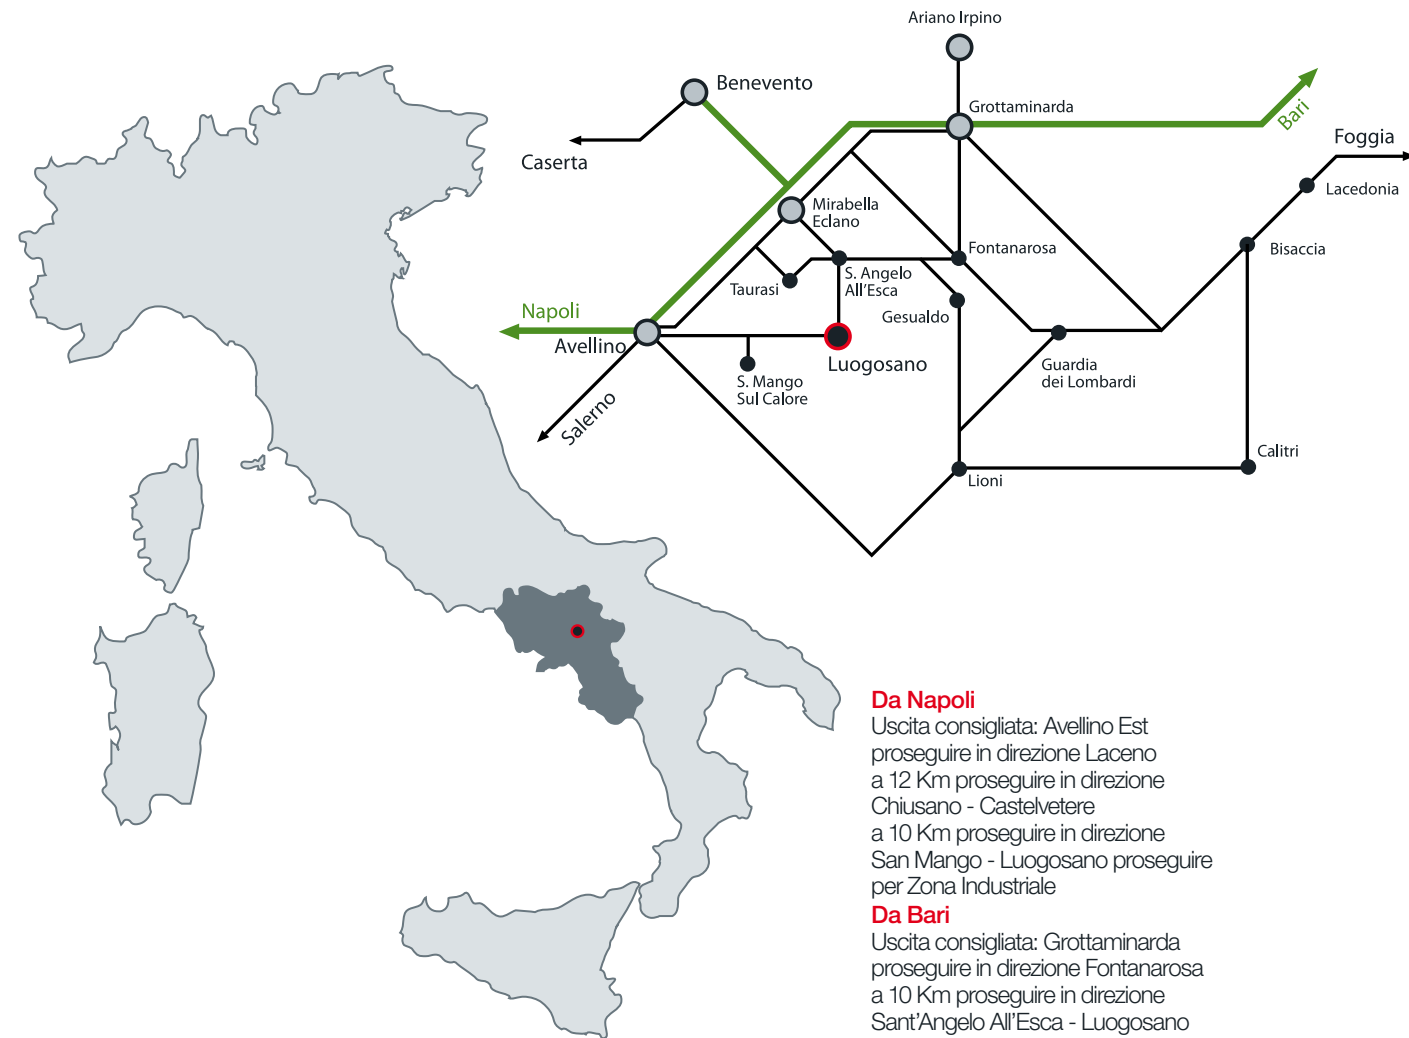 Ariano Irpino
Benevento
Grottaminarda
Bari
Foggia
Caserta
Lacedonia
Mirabella
Eclano
Fontanarosa
Bisaccia
S. Angelo
All'Esca
Taurasi
Gesualdo
Napoli
Avellino
Luogosano
Guardia
dei Lombardi
S. Mango
Sul Calore
Salerno
Calitri
Lioni
Da Napoli
Uscita consigliata: Avellino Est
proseguire in direzione Laceno
a 12 Km proseguire in direzione
Chiusano - Castelvetere
a 10 Km proseguire in direzione
San Mango - Luogosano proseguire
per Zona Industriale
Da Bari
Uscita consigliata: Grottaminarda
proseguire in direzione Fontanarosa
a 10 Km proseguire in direzione
Sant'Angelo All'Esca - Luogosano